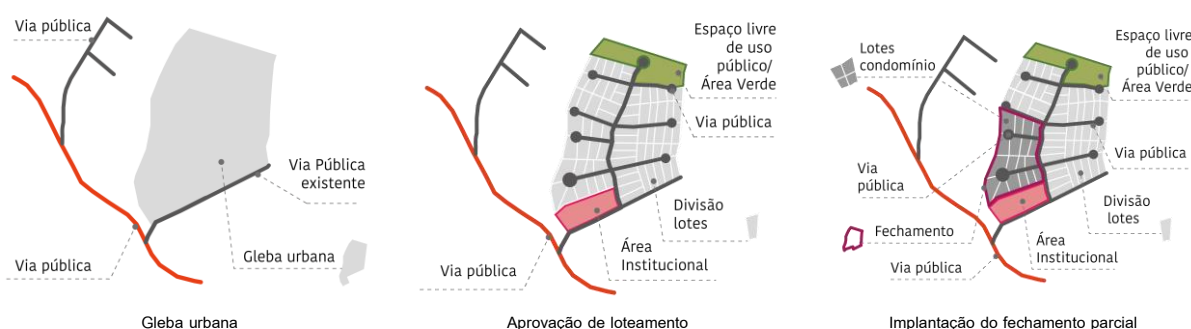 Via pública
Via Pública
existente
Gleba urbana
Via pública
Gleba urbana
Espaço livre
de uso
público/
Área Verde
Via pública
Divisão
lotes
Área
Institucional
Via pública
Aprovação de loteamento
Lotes
condomínio
Espaço livre
de uso
público/
Área Verde
Via pública
Via
pública
Divisão
lotes
Fechamento
Área
Institucional
Via pública
Implantação do fechamento parcial